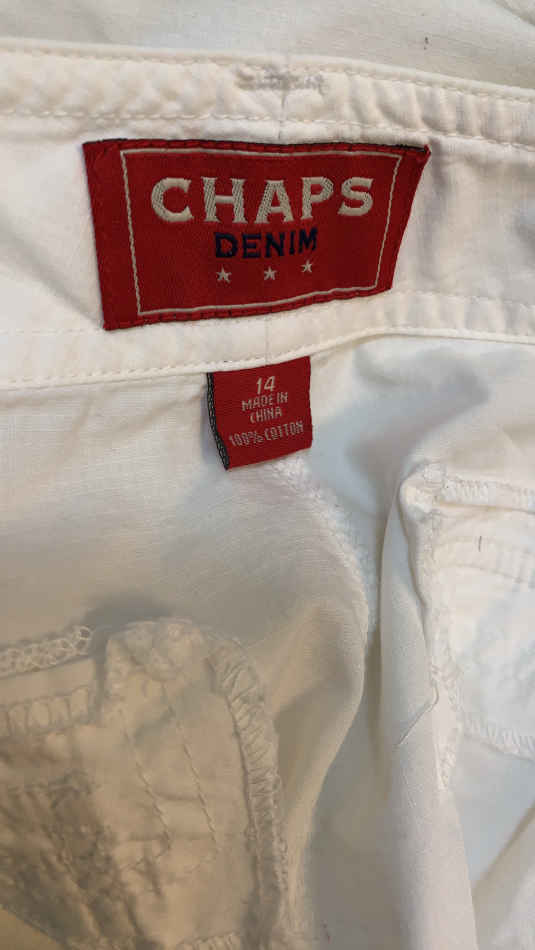 CHAPS
DENIM
14
MADE IN
CHINA
100% COTTON